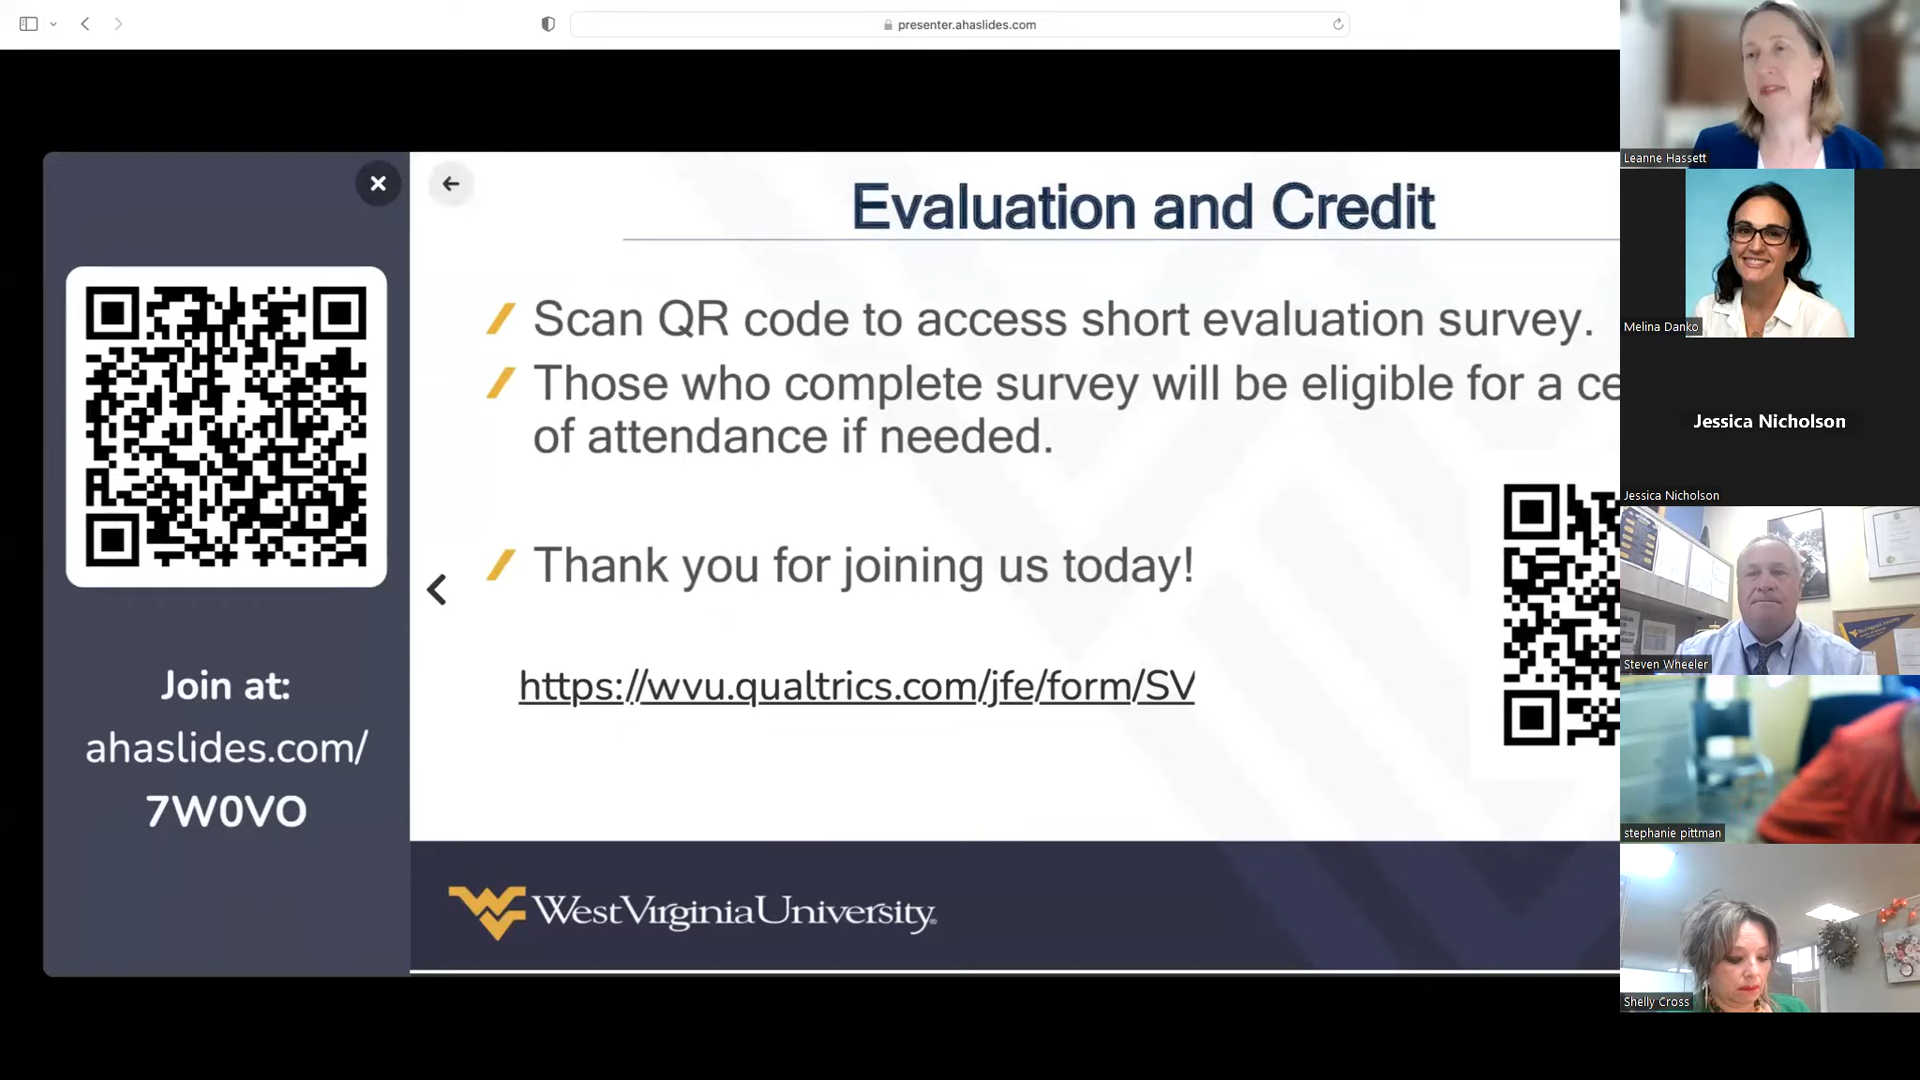 presenter.ahaslides.com
Evaluation and Credit
Scan QR code to access short evaluation survey.
Those who complete survey will be eligible for a ce
of attendance if needed.
Thank you for joining us today!
https://wvu.qualtrics.com/jfe/form/SV
Join at:
ahaslides.com/
7W0VO
WestVirginiaUniversity®
Leanne Hassett
Melina Danko
Jessica Nicholson
Jessica Nicholson
Steven Wheeler
stephanie pittman
Shelly Cross